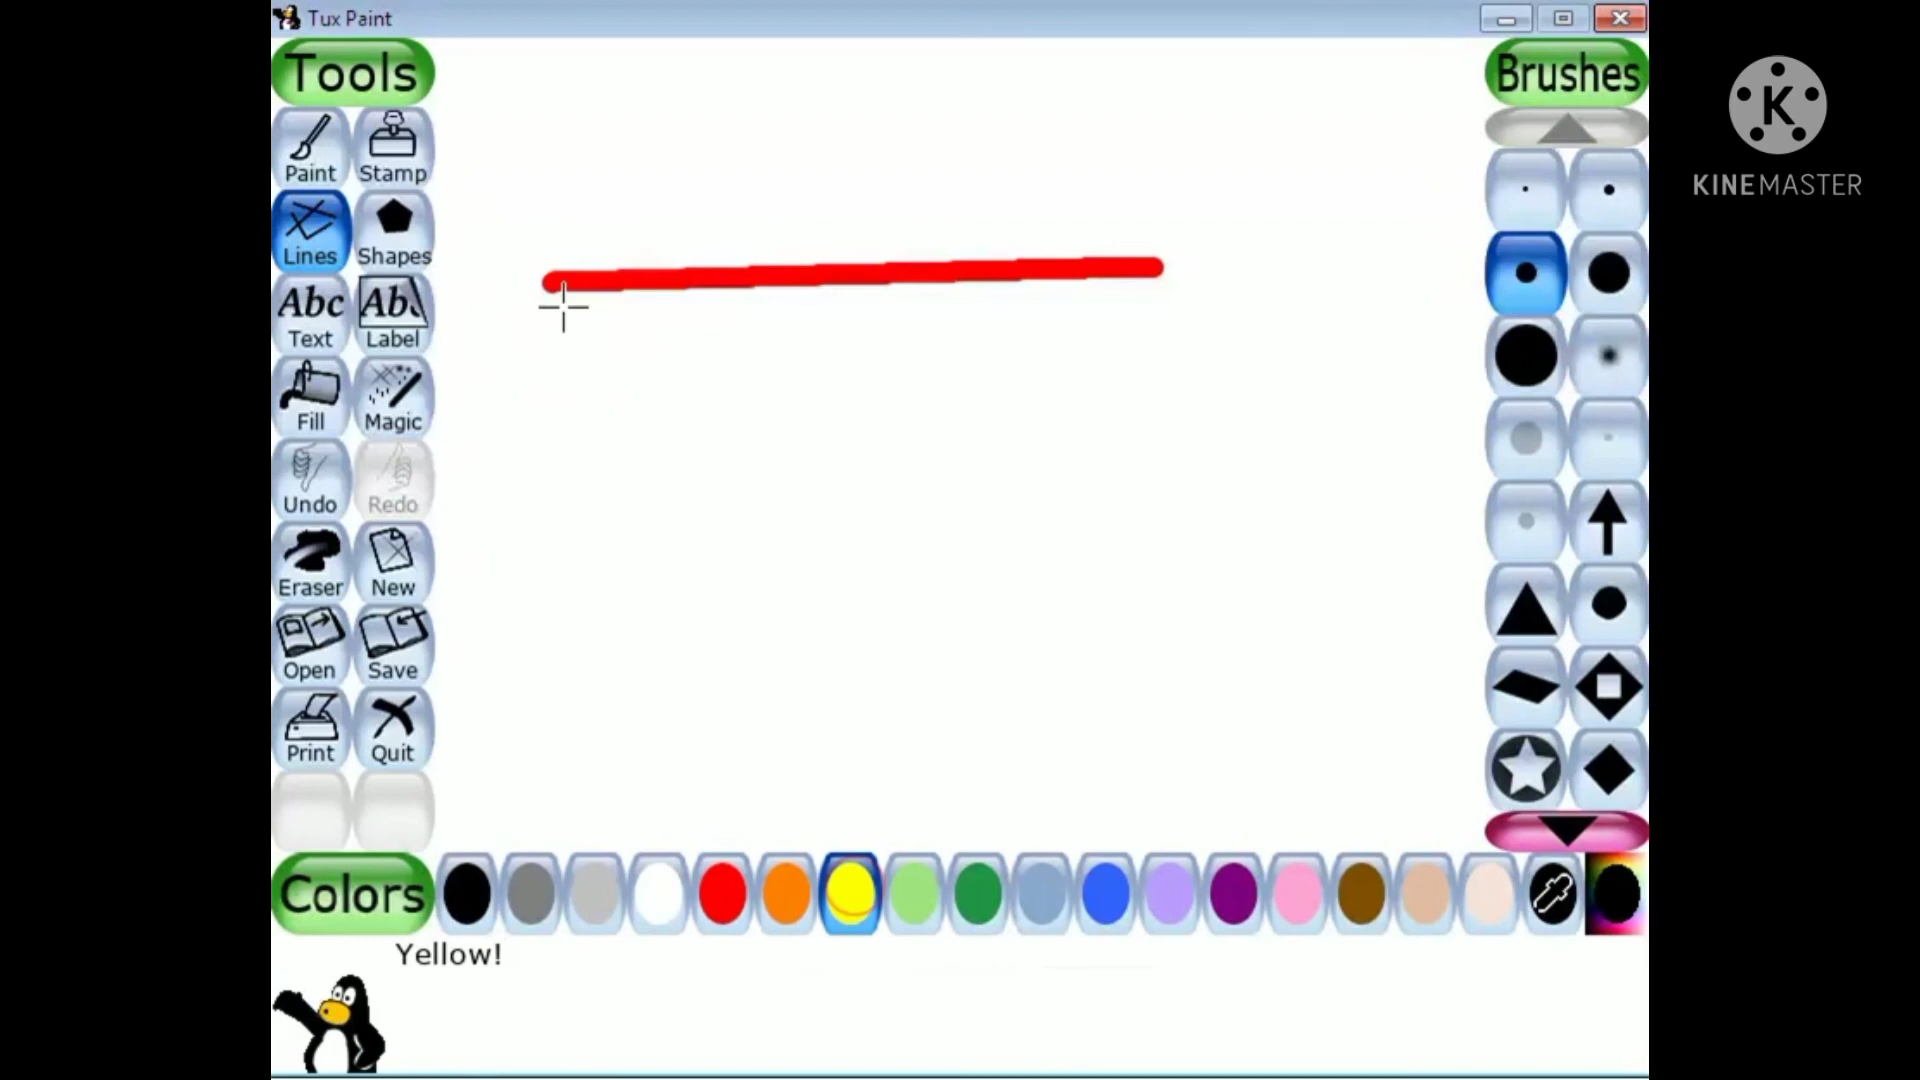 Tux Paint
Tools
Brushes
K
KINEMASTER
Paint
Stamp
Lines
Shapes
Abc
Abc
Text
Label
Fill
Magic
Undo
Redo
Eraser
New
Open
Save
Print
Quit
Colors
Yellow!